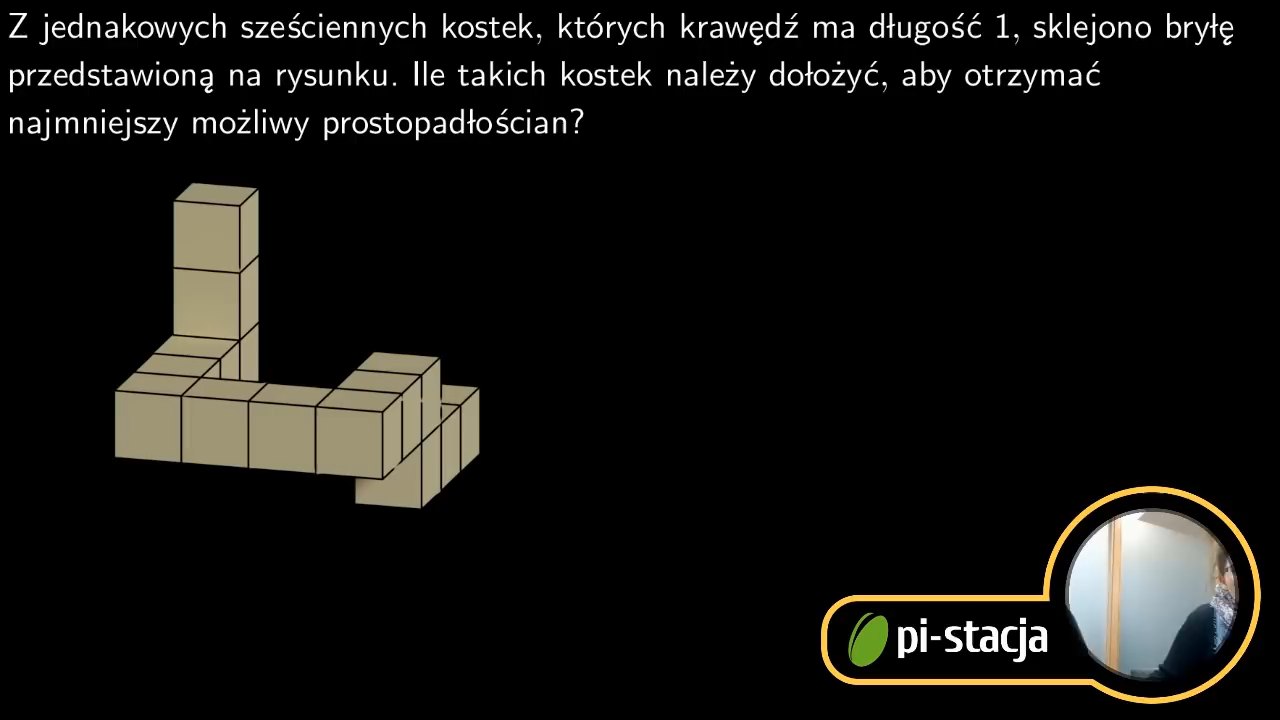 Z jednakowych sześciennych kostek, których krawędź ma długość 1, sklejono bryłę
przedstawioną na rysunku. Ile takich kostek należy dołożyć, aby otrzymać
najmniejszy możliwy prostopadłościan?
pi-stacja